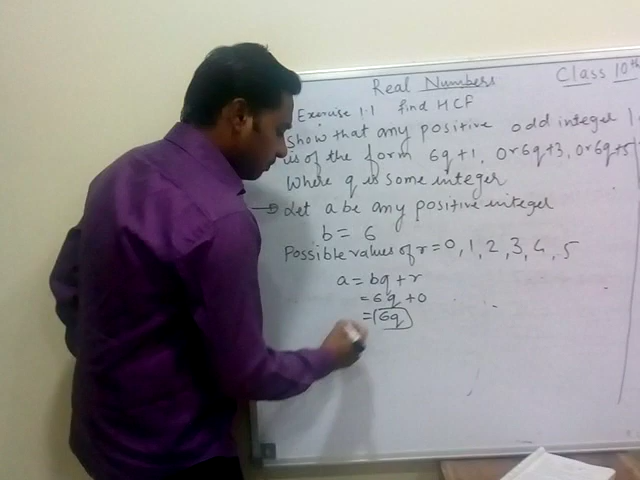 Real Numbers
Class 10th
Exercise 1.1 find HCF
Show that any positive odd integer
is of the form 6q+1, or 6q+3, or 6q+5
Where q is some integer
→ Let a be any positive integer
b = 6
Possible values of r = 0, 1, 2, 3, 4, 5
a = bq + r
= 6q + 0
= 6q